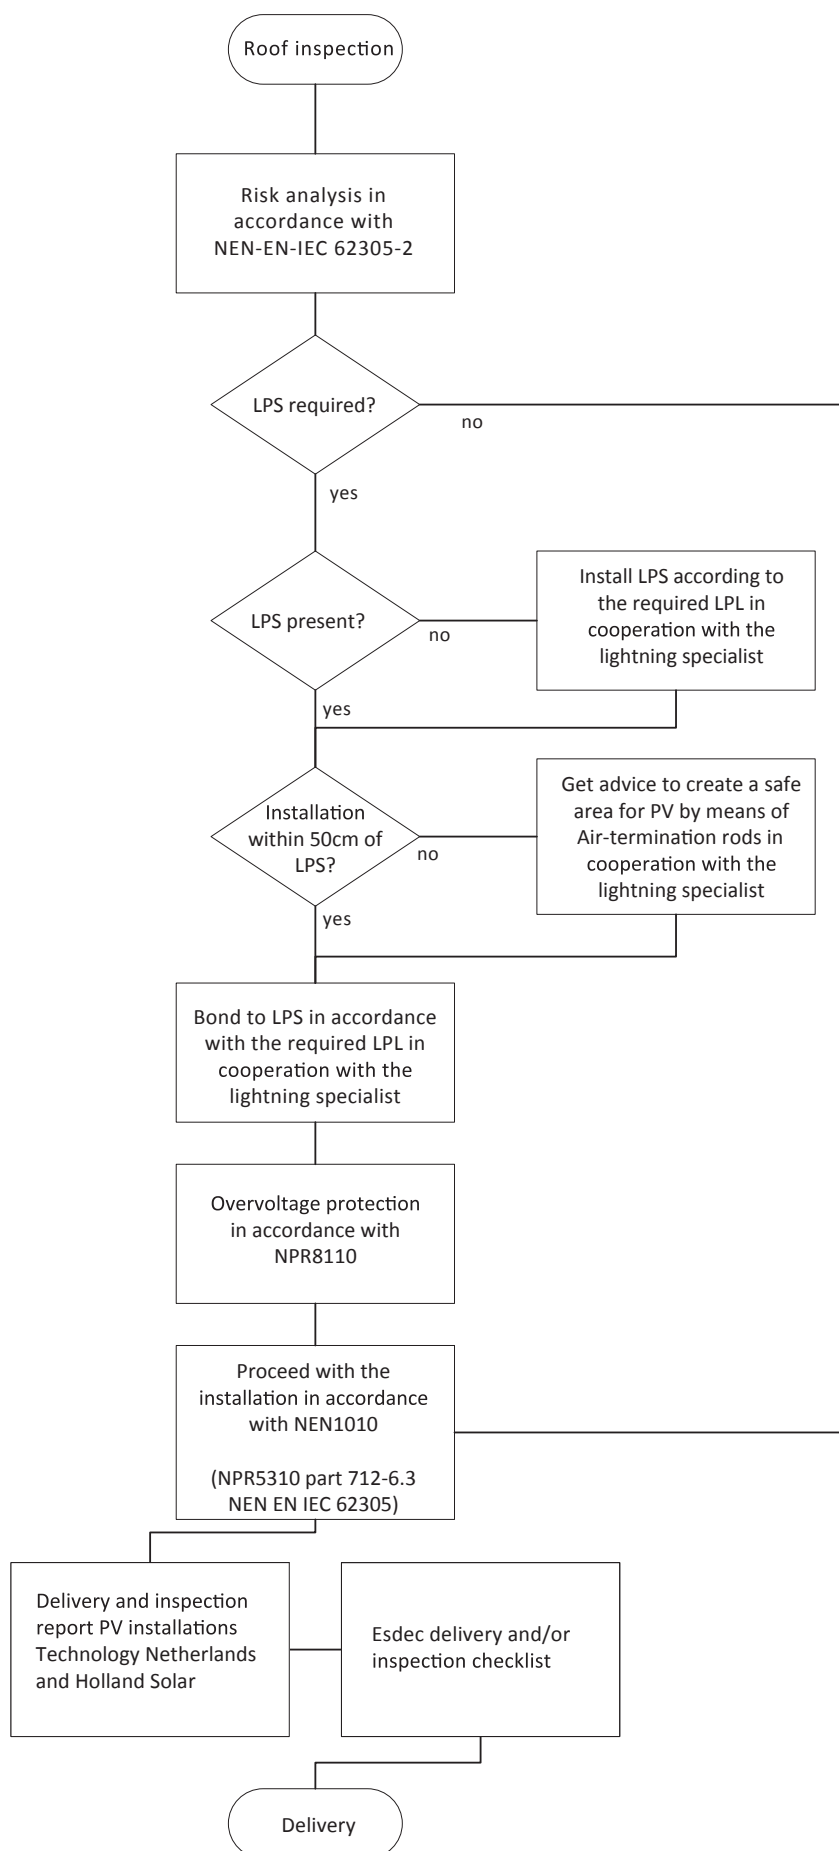 Roof inspection
Risk analysis in
accordance with
NEN-EN-IEC 62305-2
LPS required?
no
yes
LPS present?
no
Install LPS according to
the required LPL in
cooperation with the
lightning specialist
yes
Installation
within 50cm of
LPS?
no
Get advice to create a safe
area for PV by means of
Air-termination rods in
cooperation with the
lightning specialist
yes
Bond to LPS in accordance
with the required LPL in
cooperation with the
lightning specialist
Overvoltage protection
in accordance with
NPR8110
Proceed with the
installation in accordance
with NEN1010
(NPR5310 part 712-6.3
NEN EN IEC 62305)
Delivery and inspection
report PV installations
Technology Netherlands
and Holland Solar
Esdec delivery and/or
inspection checklist
Delivery